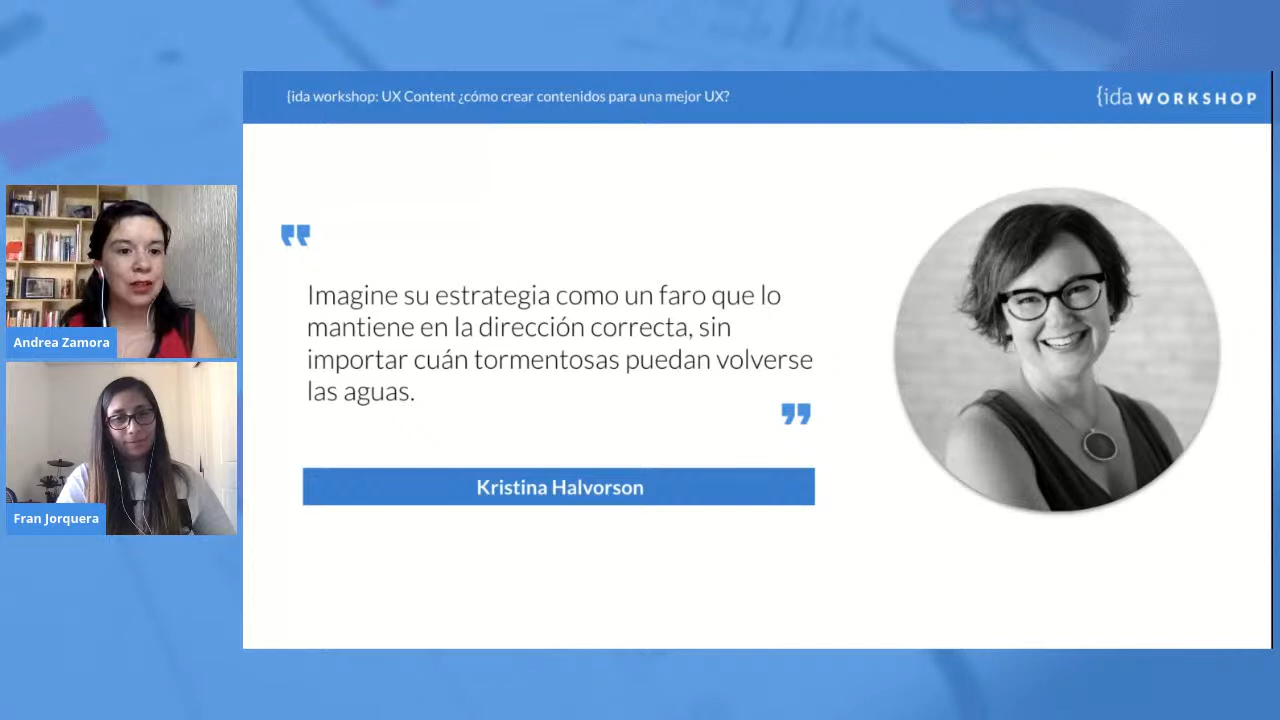 {ida workshop: UX Content ¿cómo crear contenidos para una mejor UX?
{ida WORKSHOP
Imagine su estrategia como un faro que lo
mantiene en la dirección correcta, sin
importar cuán tormentosas puedan volverse
las aguas.
Kristina Halvorson
Andrea Zamora
Fran Jorquera